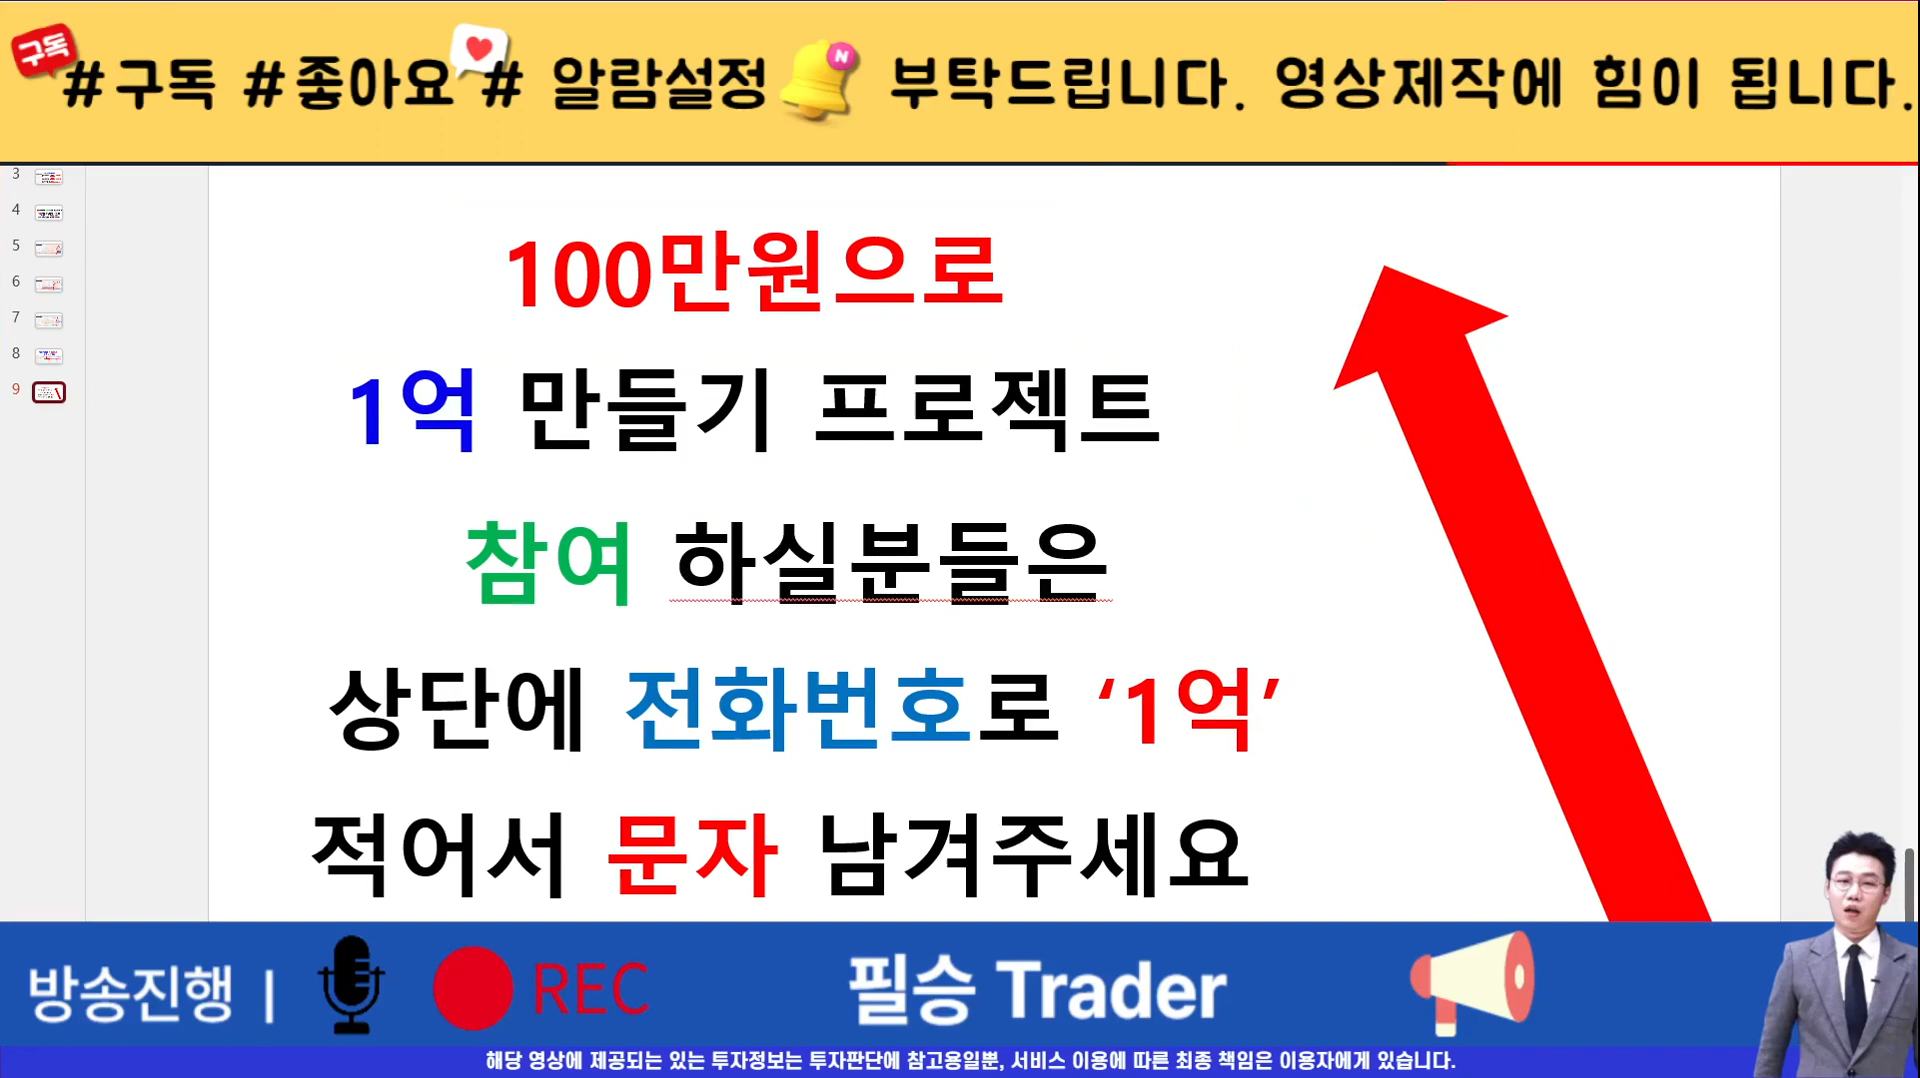 구독
#구독 #좋아요 # 알람설정 N 부탁드립니다. 영상제작에 힘이 됩니다.
3
4
5
6
7
8
9
100만원으로
1억 만들기 프로젝트
참여 하실분들은
상단에 전화번호로 ‘1억’
적어서 문자 남겨주세요
방송진행 | REC 필승 Trader
해당 영상에 제공되는 있는 투자정보는 투자판단에 참고용일뿐, 서비스 이용에 따른 최종 책임은 이용자에게 있습니다.